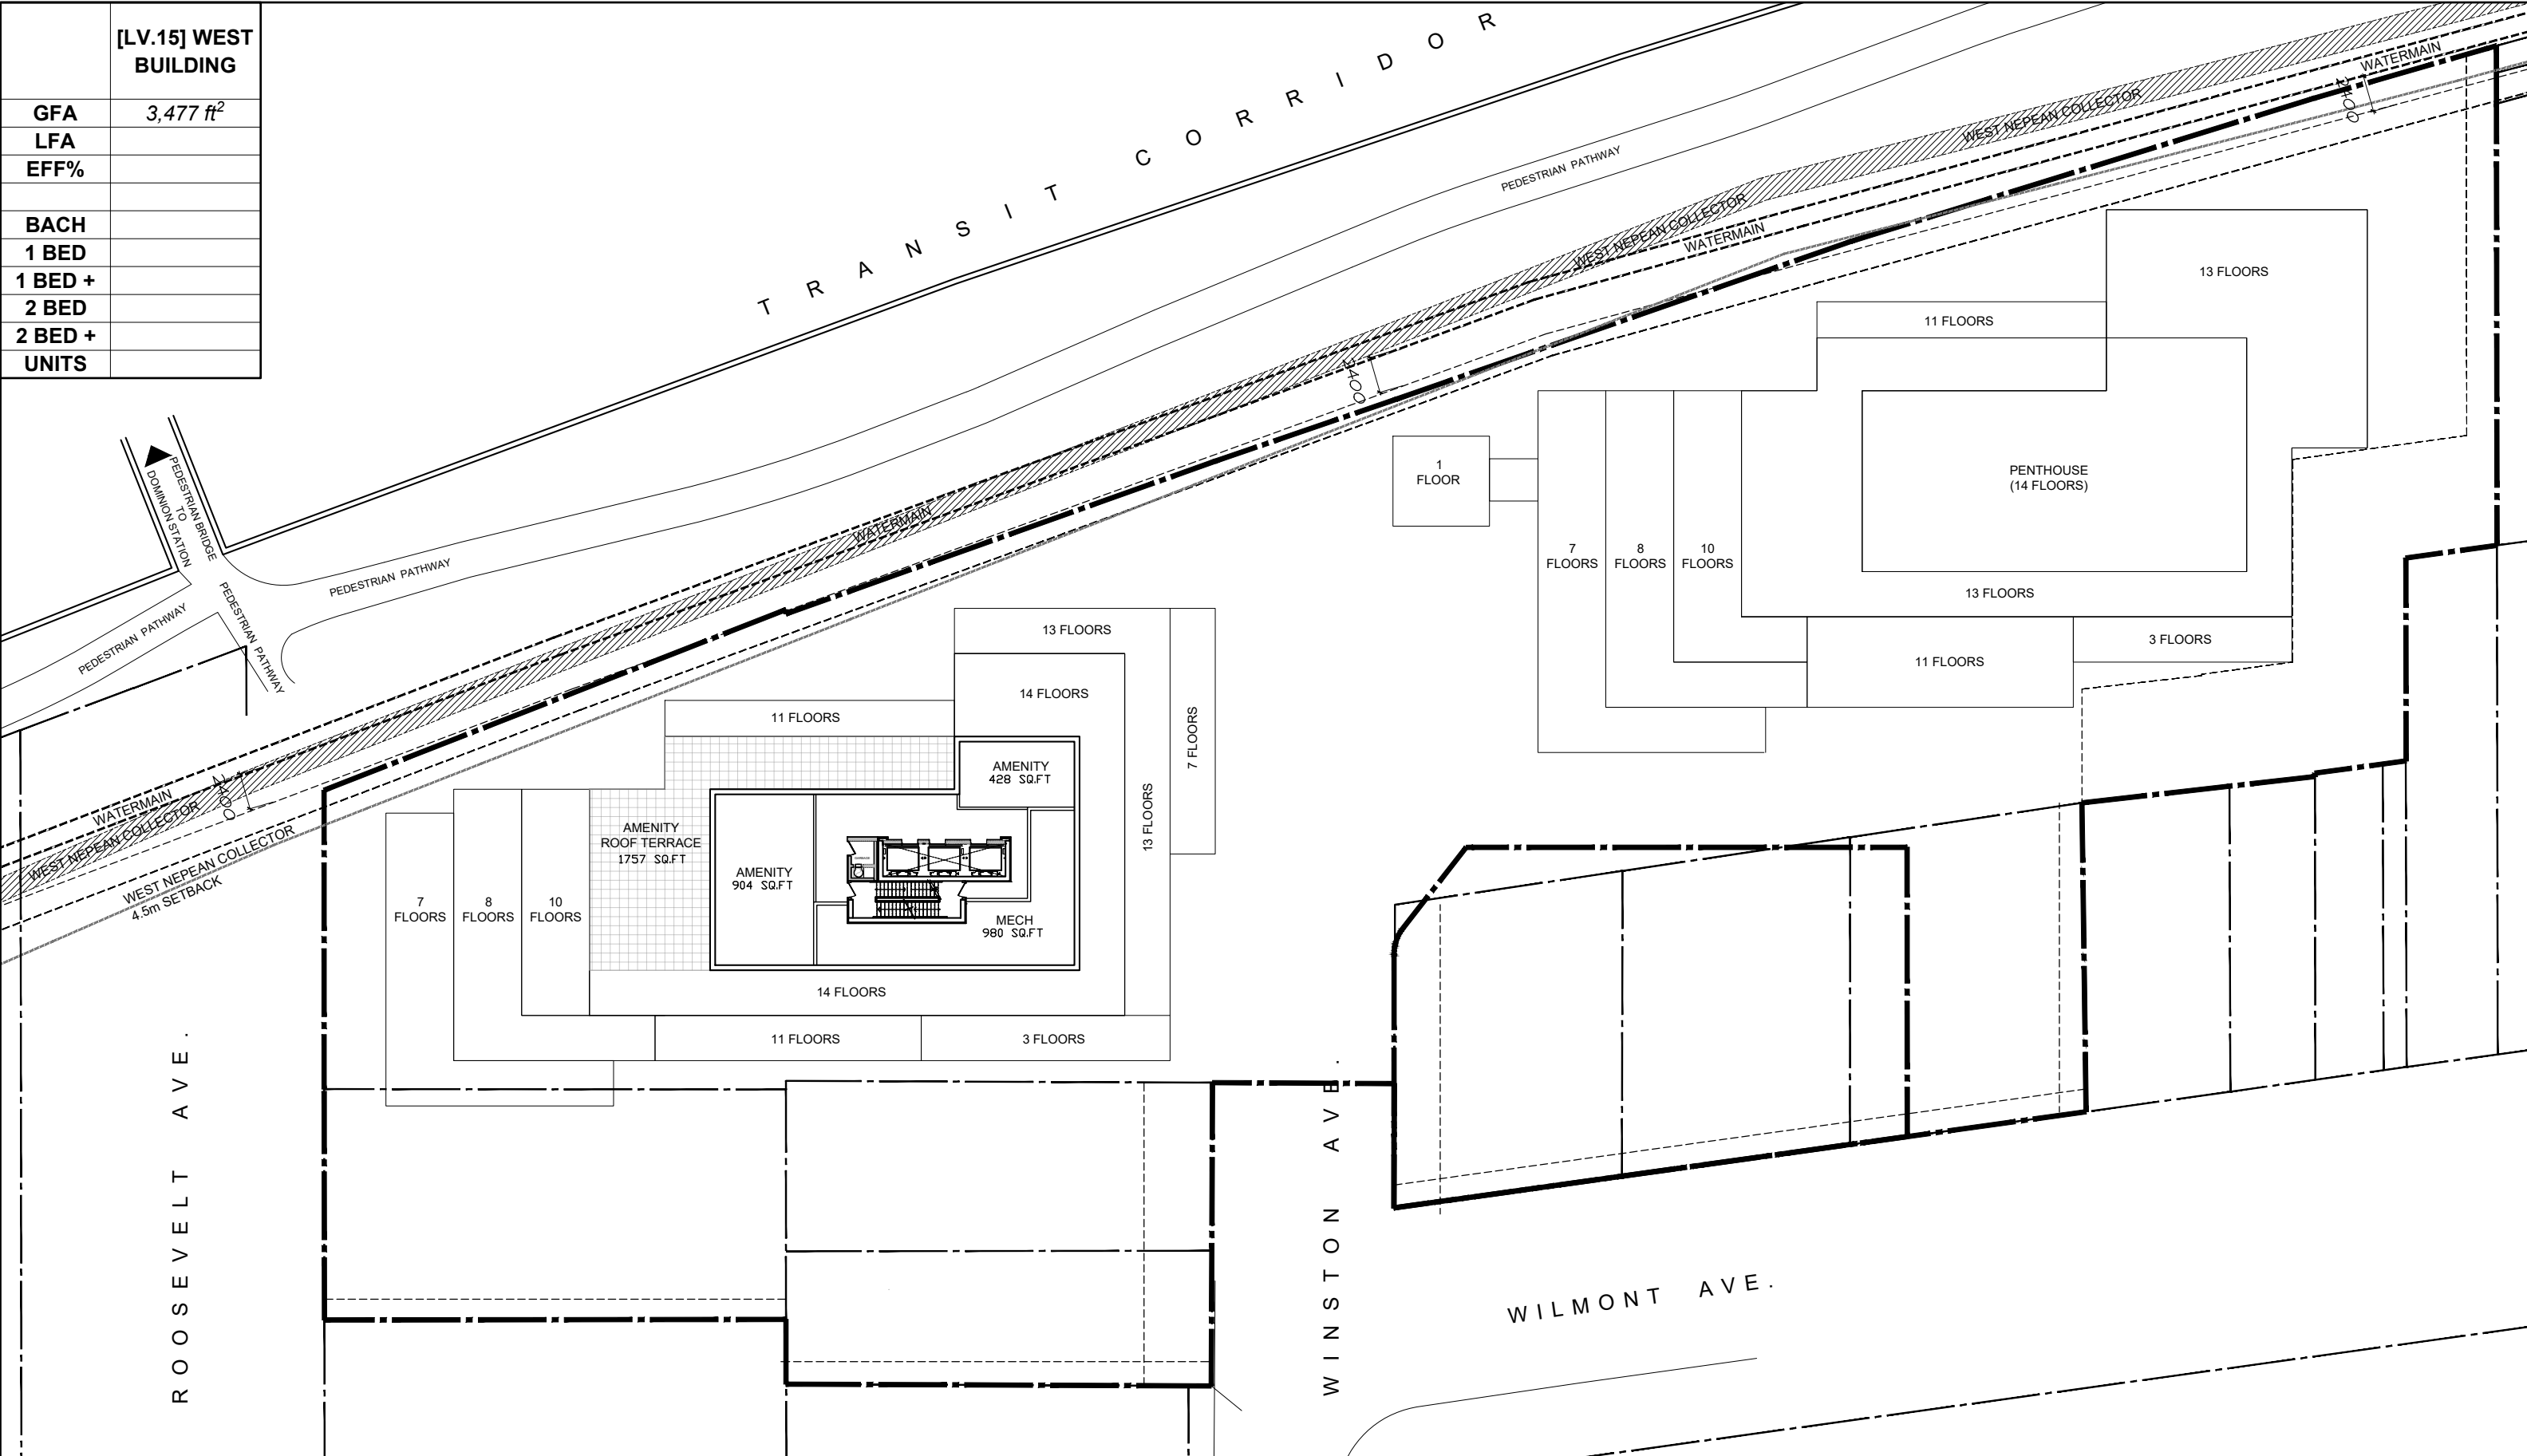 [LV.15] WEST
BUILDING
GFA 3,477 ft²
LFA
EFF%
BACH
1 BED
1 BED +
2 BED
2 BED +
UNITS
TRANSIT CORRIDOR
WATERMAIN
2400
WEST NEPEAN COLLECTOR
PEDESTRIAN PATHWAY
WEST NEPEAN COLLECTOR
WATERMAIN
2400
WATERMAIN
PEDESTRIAN BRIDGE
TO
DOMINION STATION
PEDESTRIAN PATHWAY
PEDESTRIAN PATHWAY
PEDESTRIAN PATHWAY
2400
WATERMAIN
WEST NEPEAN COLLECTOR
WEST NEPEAN COLLECTOR
4.5m SETBACK
13 FLOORS
11 FLOORS
1
FLOOR
PENTHOUSE
(14 FLOORS)
7
FLOORS
8
FLOORS
10
FLOORS
13 FLOORS
11 FLOORS
3 FLOORS
13 FLOORS
14 FLOORS
11 FLOORS
7 FLOORS
13 FLOORS
AMENITY
428 SQ.FT
AMENITY
ROOF TERRACE
1757 SQ.FT
AMENITY
904 SQ.FT
MECH
980 SQ.FT
7
FLOORS
8
FLOORS
10
FLOORS
14 FLOORS
11 FLOORS
3 FLOORS
ROOSEVELT AVE.
WINSTON AVE.
WILMONT AVE.